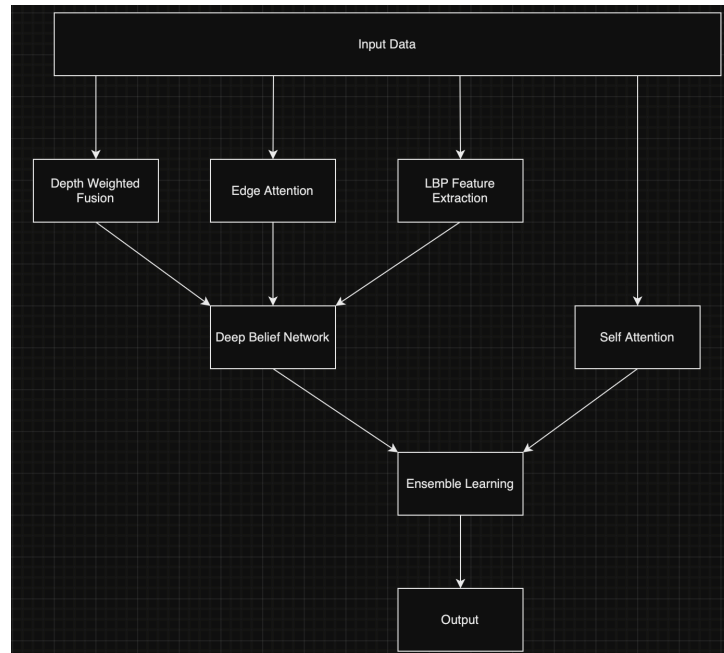 Input Data
Depth Weighted
Fusion
Edge Attention
LBP Feature
Extraction
Deep Belief Network
Self Attention
Ensemble Learning
Output